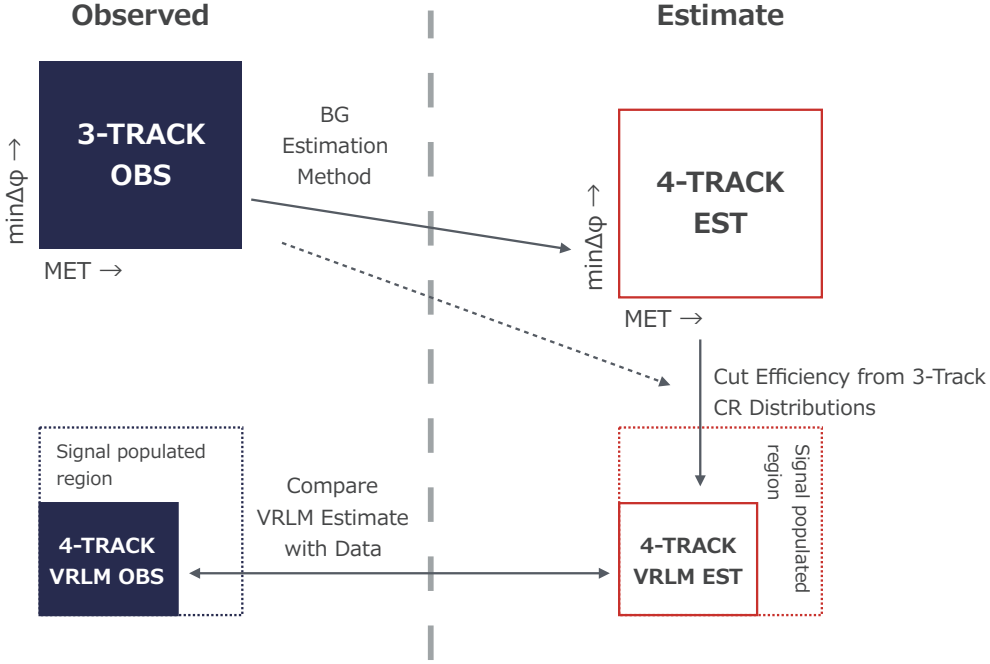 Observed
Estimate
3-TRACK
OBS
minΔφ →
MET →
BG
Estimation
Method
4-TRACK
EST
minΔφ →
MET →
Cut Efficiency from 3-Track
CR Distributions
Signal populated
region
4-TRACK
VRLM OBS
Compare
VRLM Estimate
with Data
Signal populated
region
4-TRACK
VRLM EST